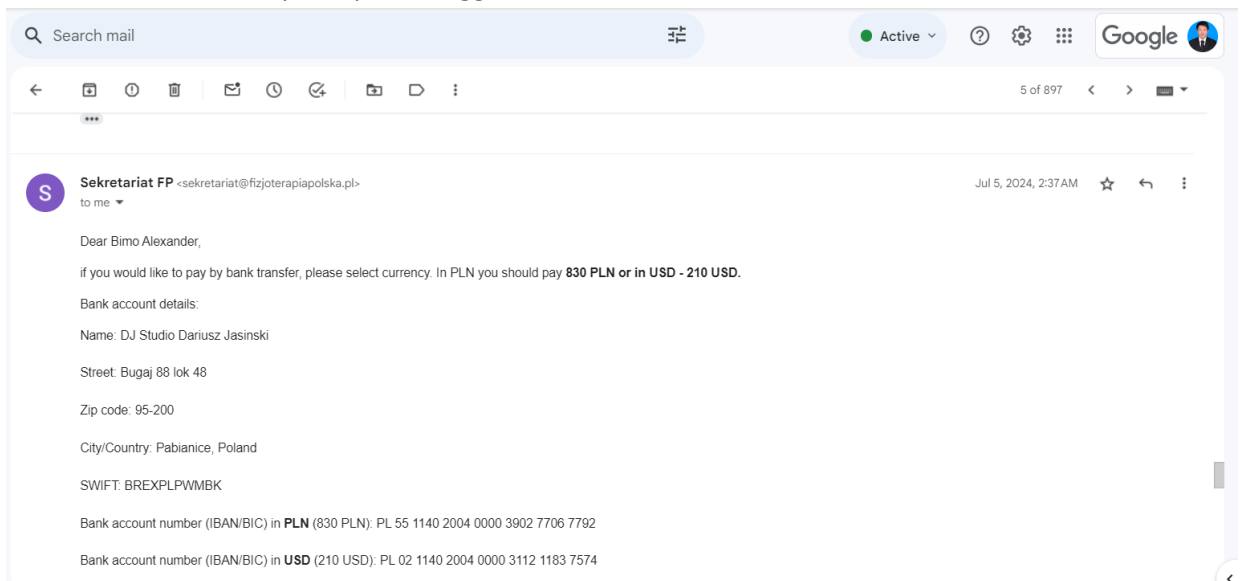 Search mail
Active
Google
5 of 897
Sekretariat FP <sekretariat@fizjoterapiapolska.pl>
Jul 5, 2024, 2:37 AM
to me
S
Dear Bimo Alexander,
if you would like to pay by bank transfer, please select currency. In PLN you should pay 830 PLN or in USD - 210 USD.
Bank account details:
Name: DJ Studio Dariusz Jasinski
Street: Bugaj 88 lok 48
Zip code: 95-200
City/Country: Pabianice, Poland
SWIFT: BREXPLPWMBK
Bank account number (IBAN/BIC) in PLN (830 PLN): PL 55 1140 2004 0000 3902 7706 7792
Bank account number (IBAN/BIC) in USD (210 USD): PL 02 1140 2004 0000 3112 1183 7574